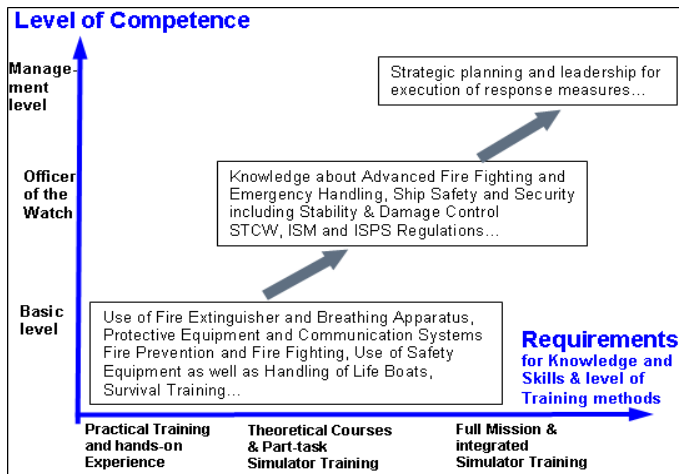 Level of Competence
Manage-
ment
level
Strategic planning and leadership for
execution of response measures...
Officer
of the
Watch
Knowledge about Advanced Fire Fighting and
Emergency Handling, Ship Safety and Security
including Stability & Damage Control
STCW, ISM and ISPS Regulations...
Basic
level
Use of Fire Extinguisher and Breathing Apparatus,
Protective Equipment and Communication Systems
Fire Prevention and Fire Fighting, Use of Safety
Equipment as well as Handling of Life Boats,
Survival Training...
Requirements
for Knowledge and
Skills & level of
Training methods
Practical Training
and hands-on
Experience
Theoretical Courses
& Part-task
Simulator Training
Full Mission &
integrated
Simulator Training